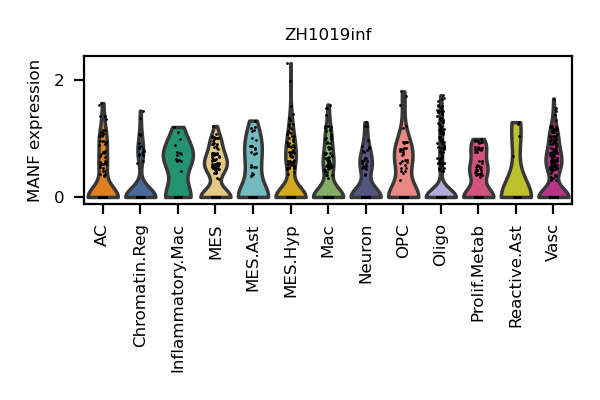 ZH1019inf
MANF expression
2
0
AC
Chromatin.Reg
Inflammatory.Mac
MES
MES.Ast
MES.Hyp
Mac
Neuron
OPC
Oligo
Prolif.Metab
Reactive.Ast
Vasc